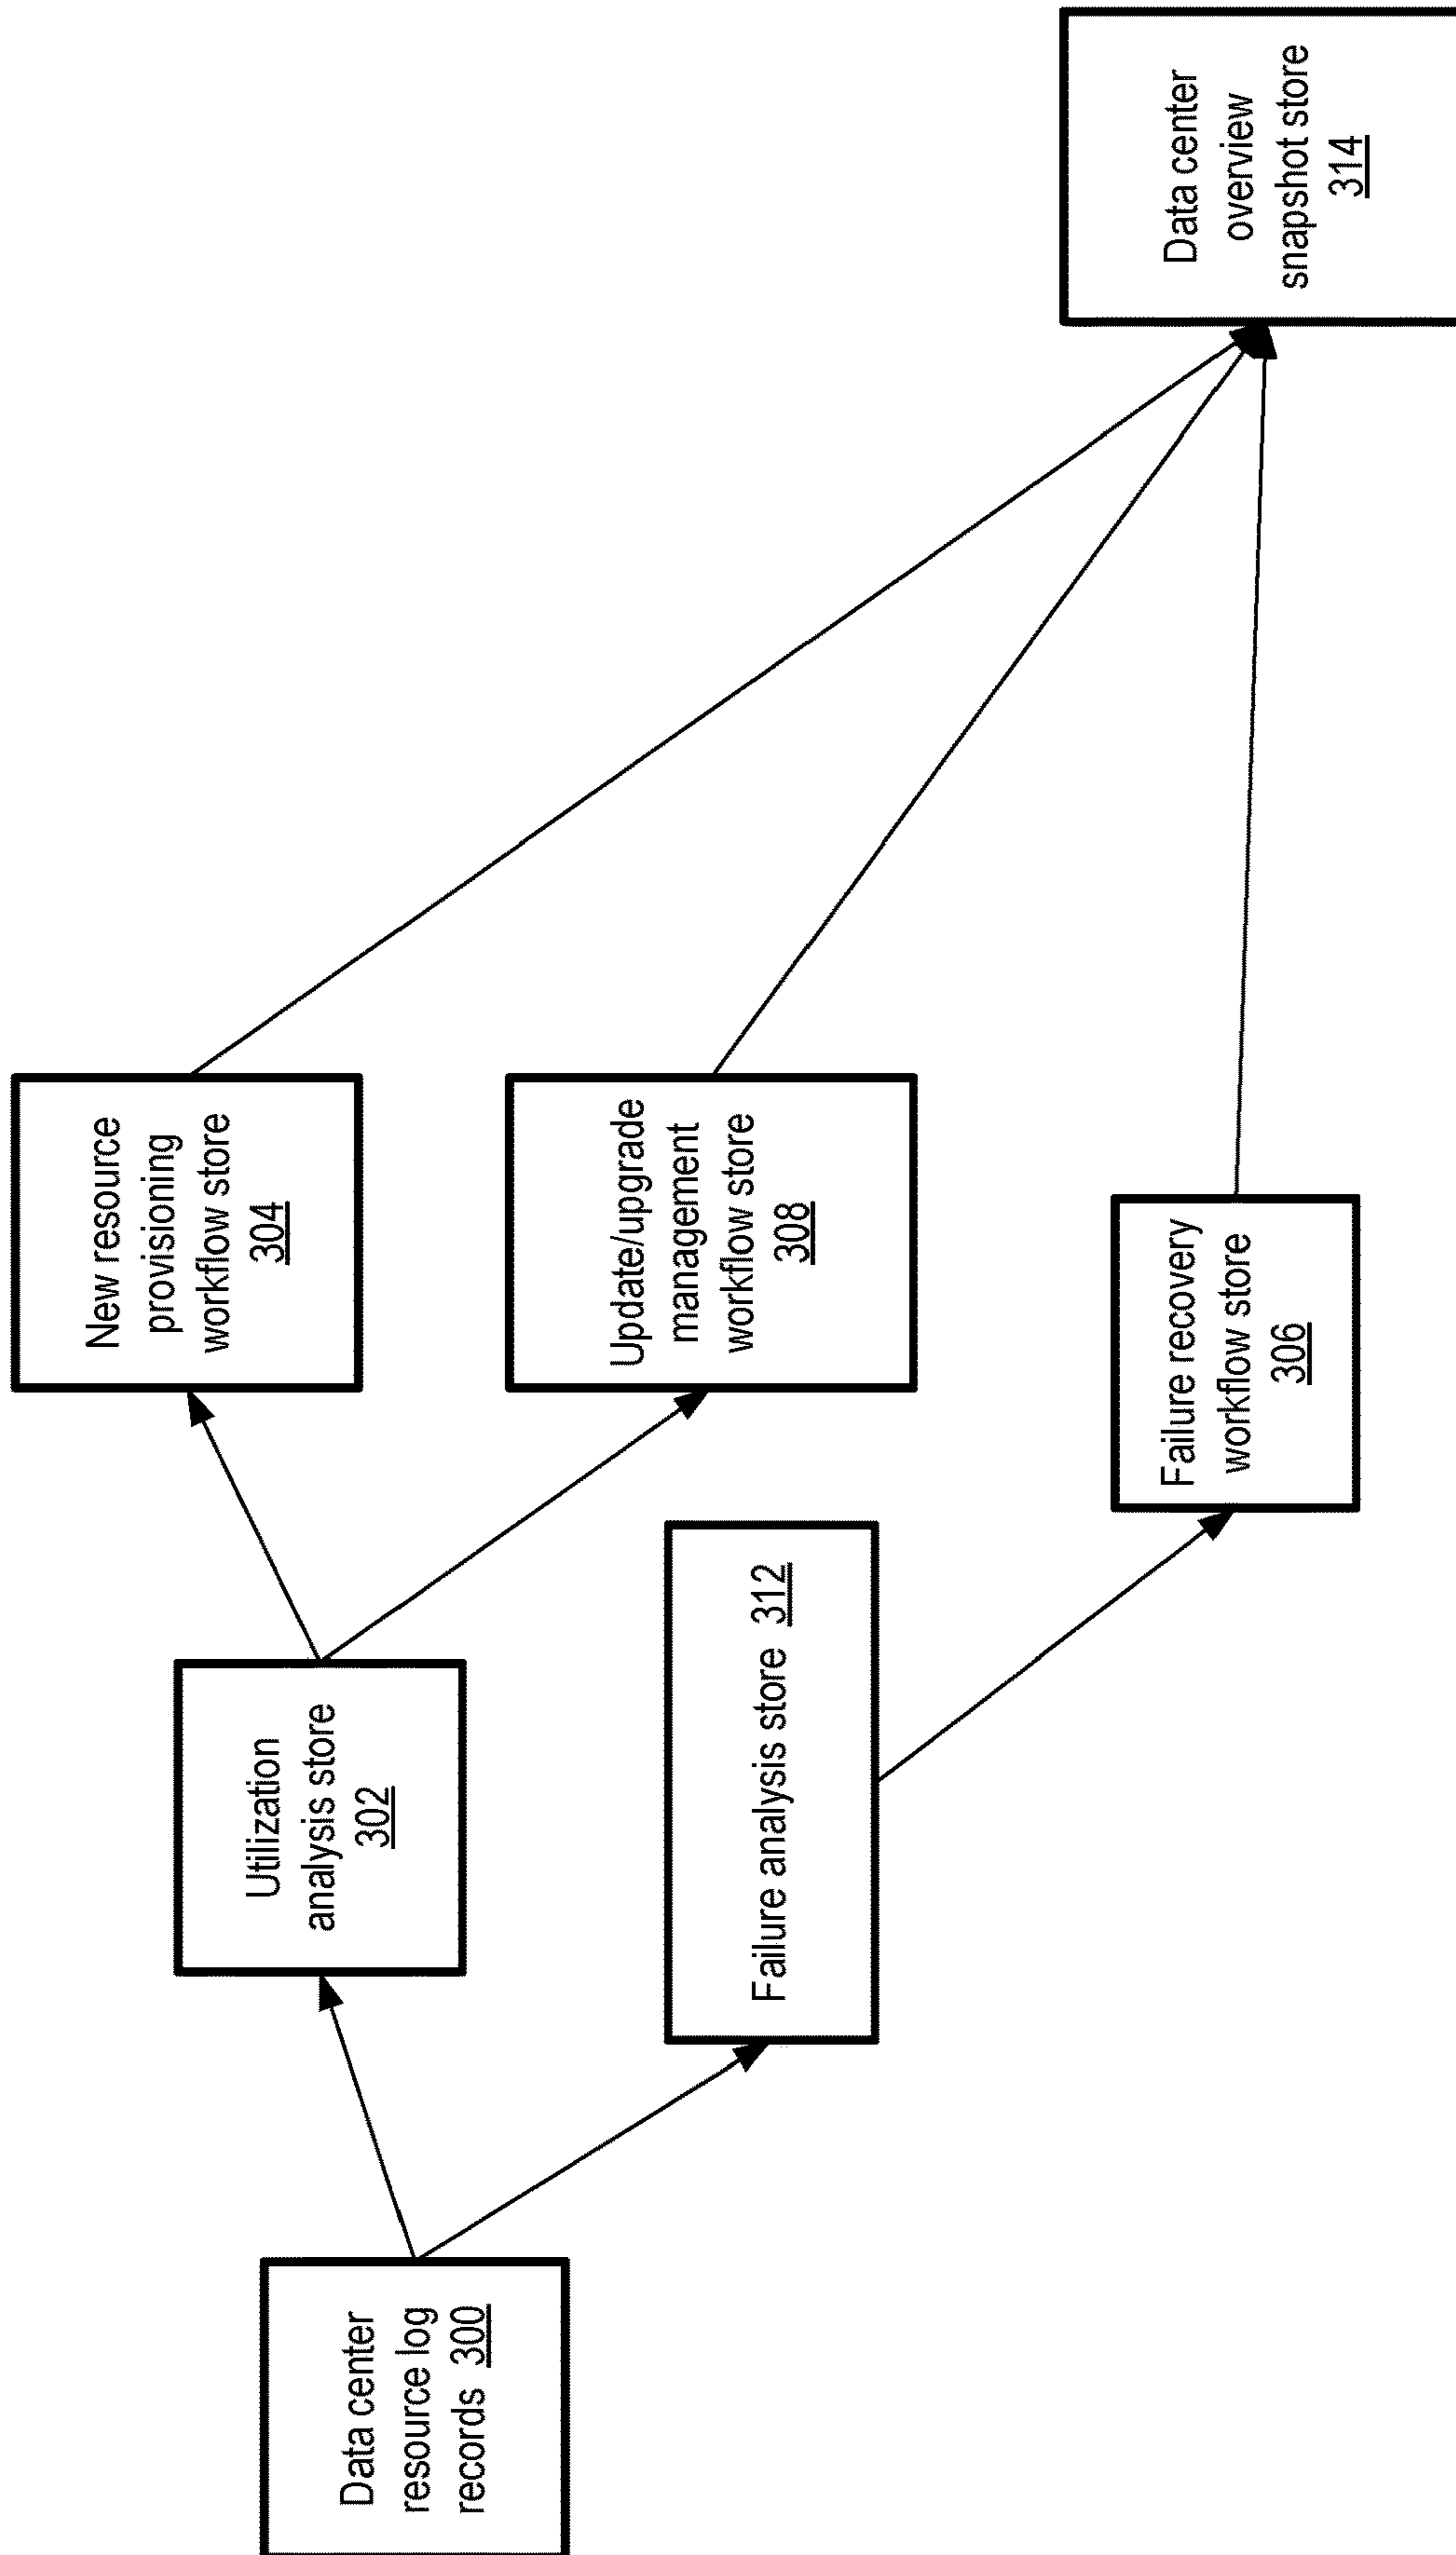 Data center
resource log
records 300
Utilization
analysis store
302
Failure analysis store 312
New resource
provisioning
workflow store
304
Update/upgrade
management
workflow store
308
Failure recovery
workflow store
306
Data center
overview
snapshot store
314